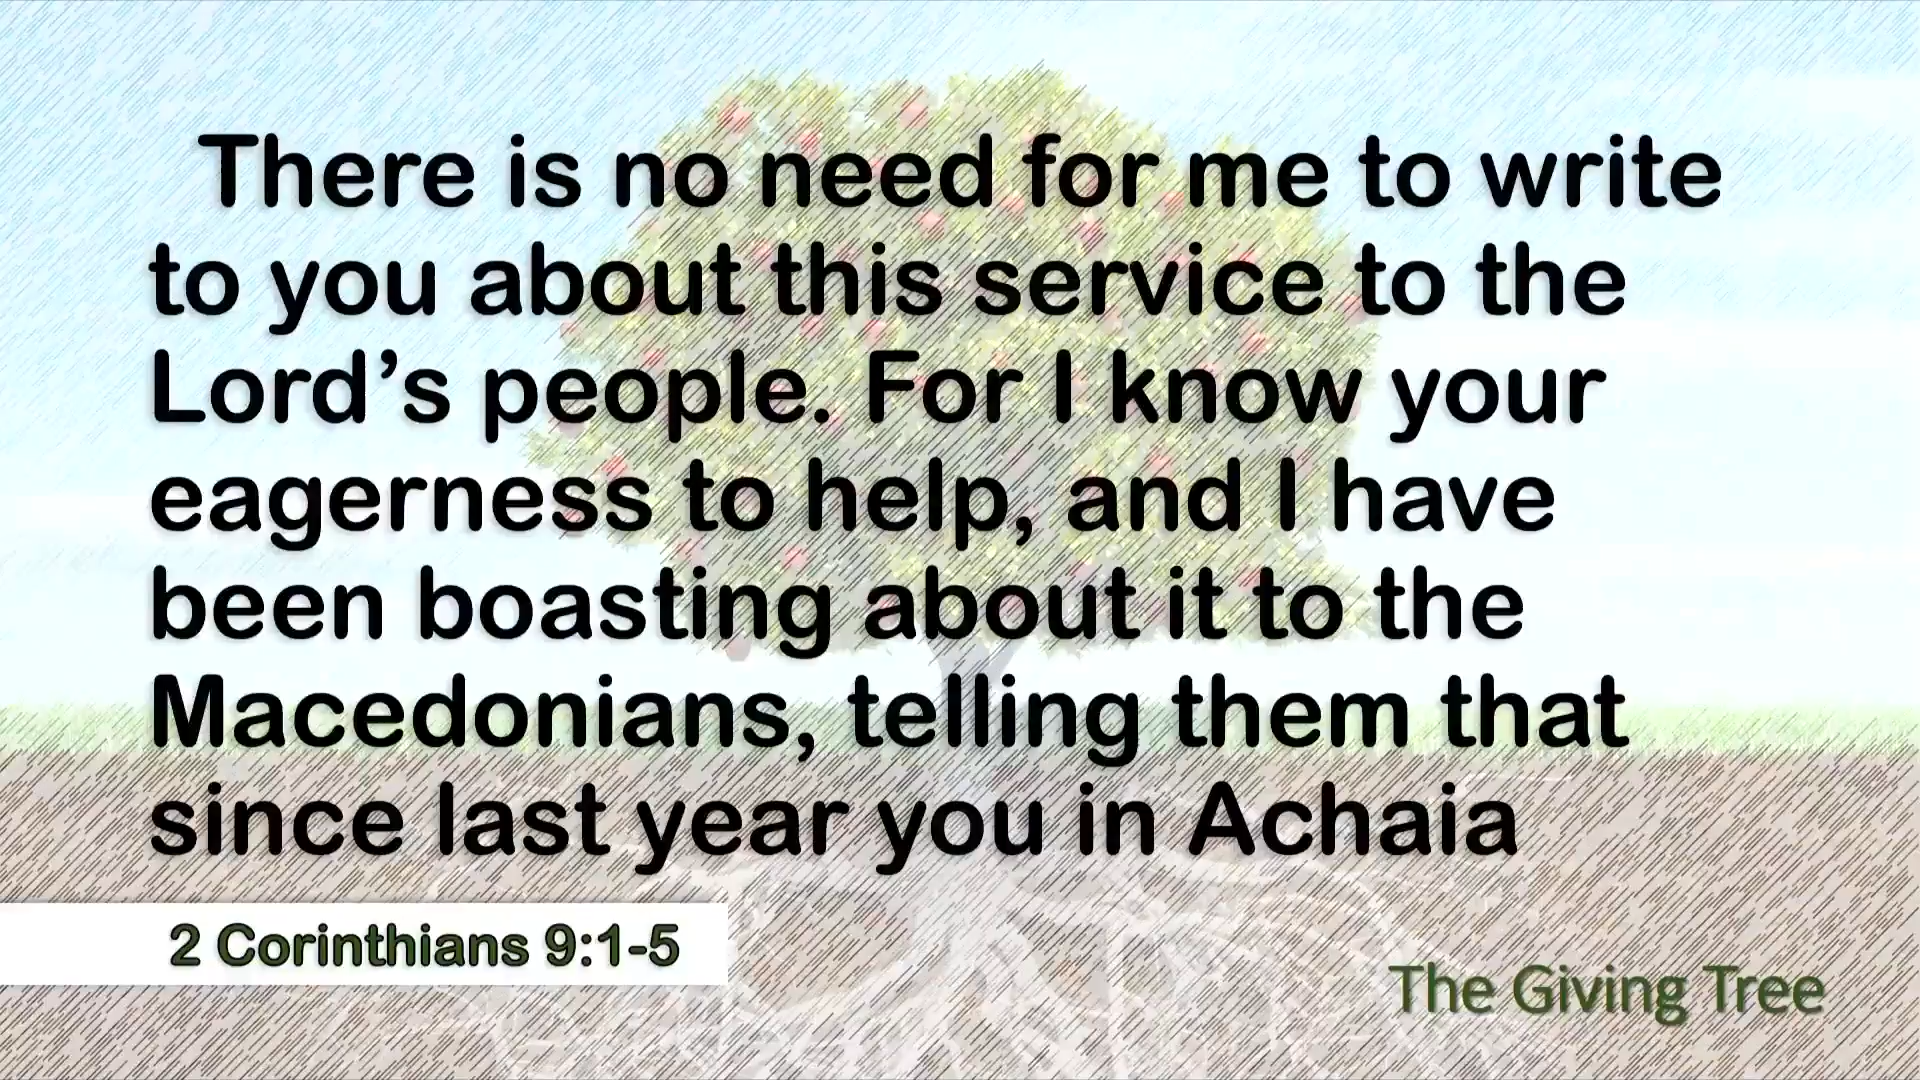 There is no need for me to write
to you about this service to the
Lord’s people. For I know your
eagerness to help, and I have
been boasting about it to the
Macedonians, telling them that
since last year you in Achaia
2 Corinthians 9:1-5
The Giving Tree